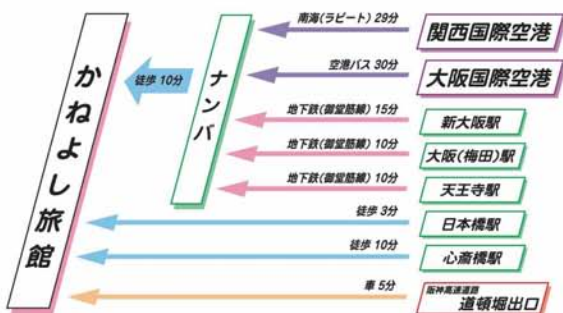 南海(ラピート) 29分
関西国際空港
空港バス 30分
大阪国際空港
徒歩 10分
ナンバ
かねよし旅館
地下鉄(御堂筋線) 15分
新大阪駅
地下鉄(御堂筋線) 10分
大阪(梅田)駅
地下鉄(御堂筋線) 10分
天王寺駅
徒歩 3分
日本橋駅
徒歩 10分
心斎橋駅
車 5分
阪神高速道路
道頓堀出口